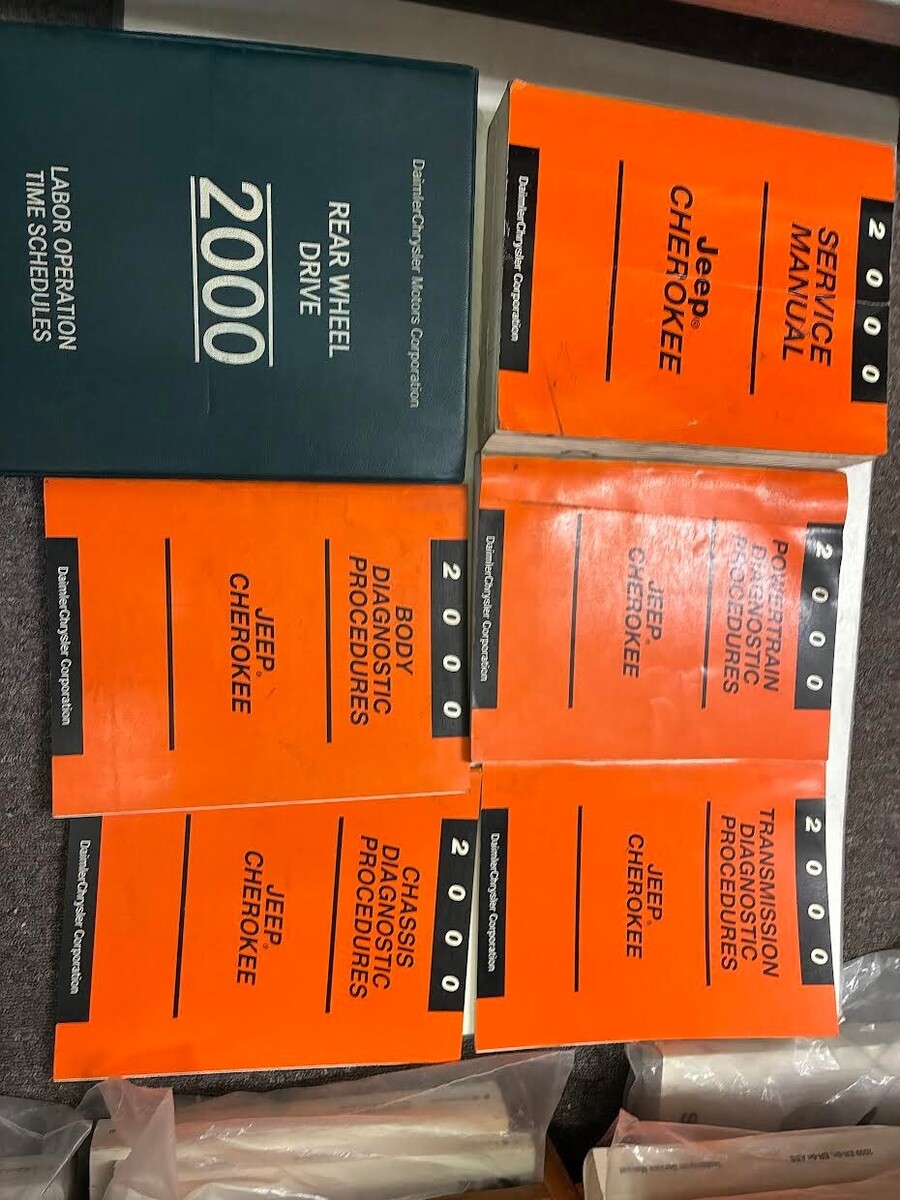 2000
SERVICE
MANUAL
Jeep®
CHEROKEE
DaimlerChrysler Corporation
2000
POWERTRAIN
DIAGNOSTIC
PROCEDURES
JEEP®
CHEROKEE
DaimlerChrysler Corporation
2000
TRANSMISSION
DIAGNOSTIC
PROCEDURES
JEEP®
CHEROKEE
DaimlerChrysler Corporation
DaimlerChrysler Motors Corporation
REAR WHEEL
DRIVE
2000
LABOR OPERATION
TIME SCHEDULES
2000
BODY
DIAGNOSTIC
PROCEDURES
JEEP®
CHEROKEE
DaimlerChrysler Corporation
2000
CHASSIS
DIAGNOSTIC
PROCEDURES
JEEP®
CHEROKEE
DaimlerChrysler Corporation
Service Manual